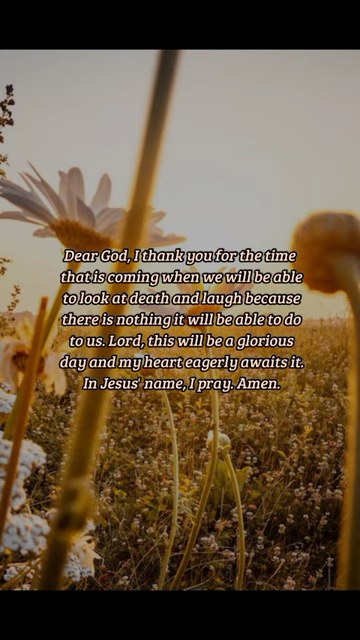 Dear God, I thank you for the time
that is coming when we will be able
to look at death and laugh because
there is nothing it will be able to do
to us. Lord, this will be a glorious
day and my heart eagerly awaits it.
In Jesus' name, I pray. Amen.